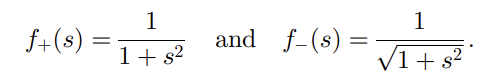 f₊(s) = 1/(1 + s²) and f₋(s) = 1/√(1 + s²).